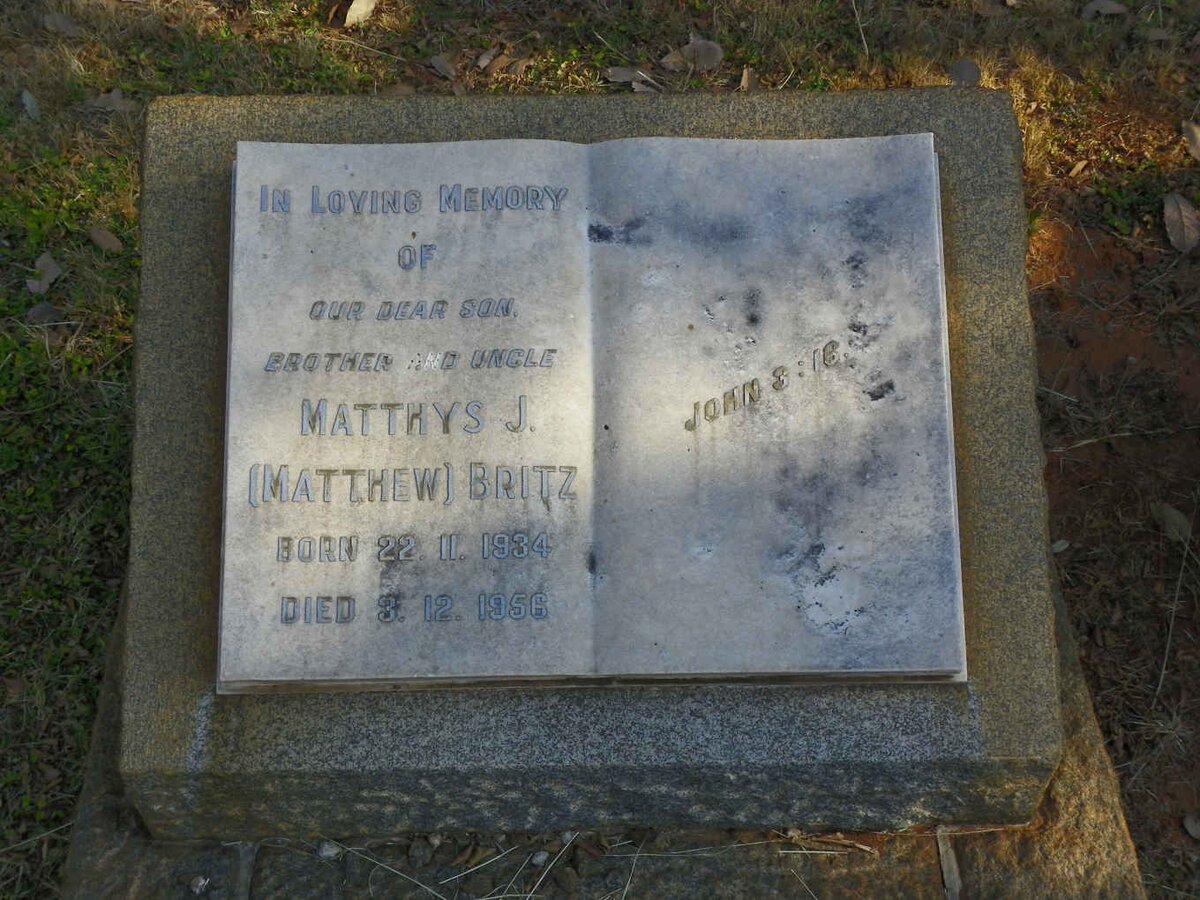 IN LOVING MEMORY
OF
OUR DEAR SON,
BROTHER AND UNCLE
MATTHYS J.
(MATTHEW) BRITZ
BORN 22. 11. 1934
DIED 3. 12. 1956
JOHN 3:16.